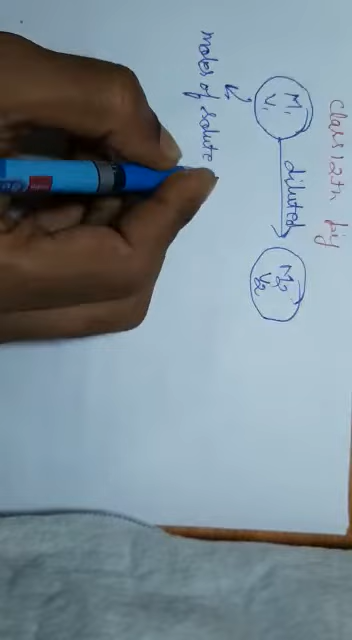 class 12th by
M1 V1 diluted M2 V2
moles of solute